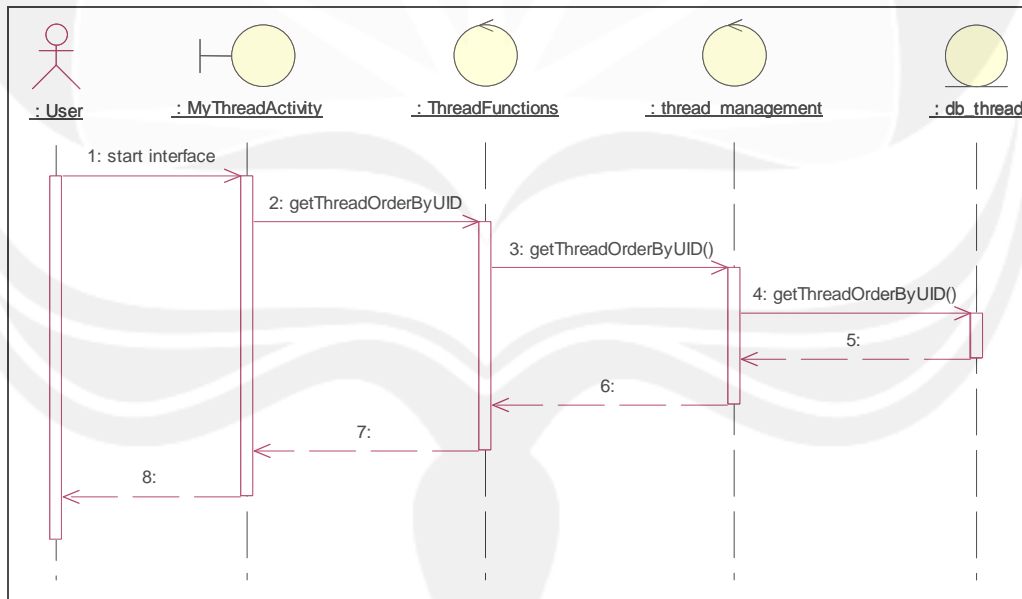 : User
: MyThreadActivity
: ThreadFunctions
: thread_management
: db_thread
1: start interface
2: getThreadOrderByUID
3: getThreadOrderByUID()
4: getThreadOrderByUID()
5:
6:
7:
8: